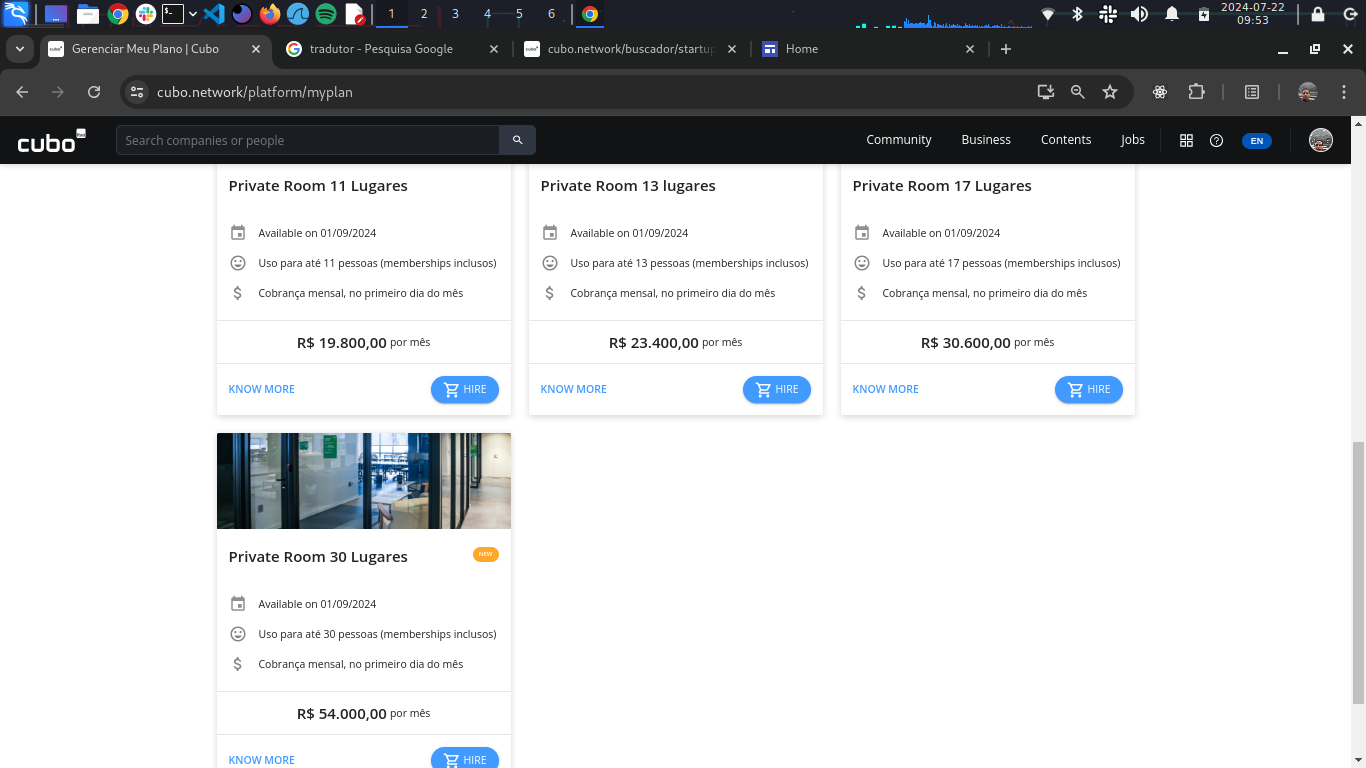 1 2 3 4 5 6
2024-07-22
09:53
Gerenciar Meu Plano | Cubo
tradutor - Pesquisa Google
cubo.network/buscador/startup
Home
cubo.network/platform/myplan
cubo
Search companies or people
Community
Business
Contents
Jobs
EN
Private Room 11 Lugares
Available on 01/09/2024
Uso para até 11 pessoas (memberships inclusos)
Cobrança mensal, no primeiro dia do mês
R$ 19.800,00 por mês
KNOW MORE
HIRE
Private Room 13 lugares
Available on 01/09/2024
Uso para até 13 pessoas (memberships inclusos)
Cobrança mensal, no primeiro dia do mês
R$ 23.400,00 por mês
KNOW MORE
HIRE
Private Room 17 Lugares
Available on 01/09/2024
Uso para até 17 pessoas (memberships inclusos)
Cobrança mensal, no primeiro dia do mês
R$ 30.600,00 por mês
KNOW MORE
HIRE
Private Room 30 Lugares
NEW
Available on 01/09/2024
Uso para até 30 pessoas (memberships inclusos)
Cobrança mensal, no primeiro dia do mês
R$ 54.000,00 por mês
KNOW MORE
HIRE